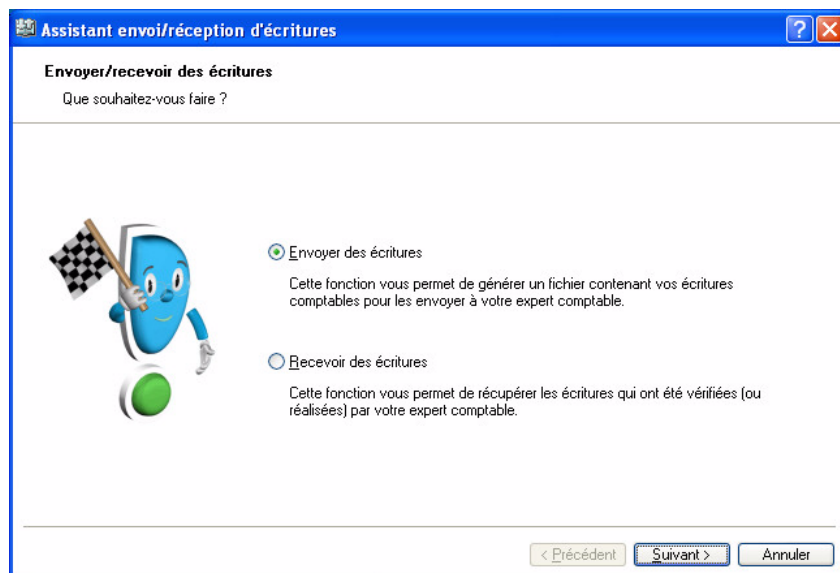 Assistant envoi/réception d'écritures
Envoyer/recevoir des écritures
Que souhaitez-vous faire ?
Envoyer des écritures
Cette fonction vous permet de générer un fichier contenant vos écritures
comptables pour les envoyer à votre expert comptable.
Recevoir des écritures
Cette fonction vous permet de récupérer les écritures qui ont été vérifiées (ou
réalisées) par votre expert comptable.
< Précédent Suivant > Annuler